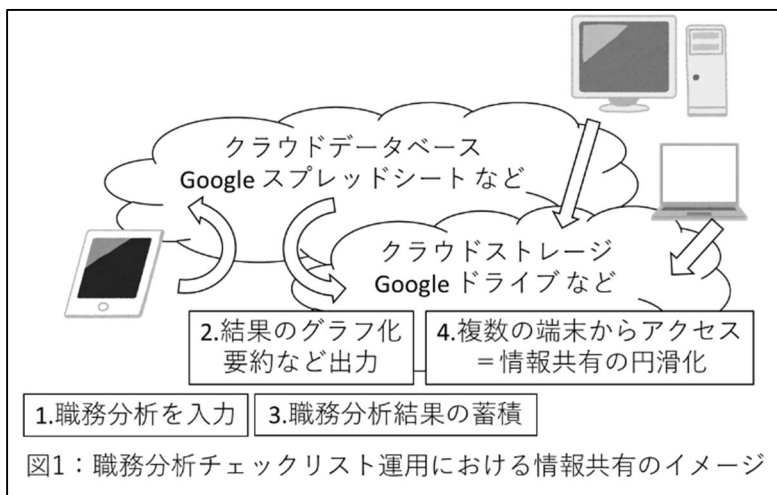 クラウドデータベース
Google スプレッドシート など
クラウドストレージ
Google ドライブ など
2.結果のグラフ化
要約など出力
4.複数の端末からアクセス
＝情報共有の円滑化
1.職務分析を入力
3.職務分析結果の蓄積
図1：職務分析チェックリスト運用における情報共有のイメージ